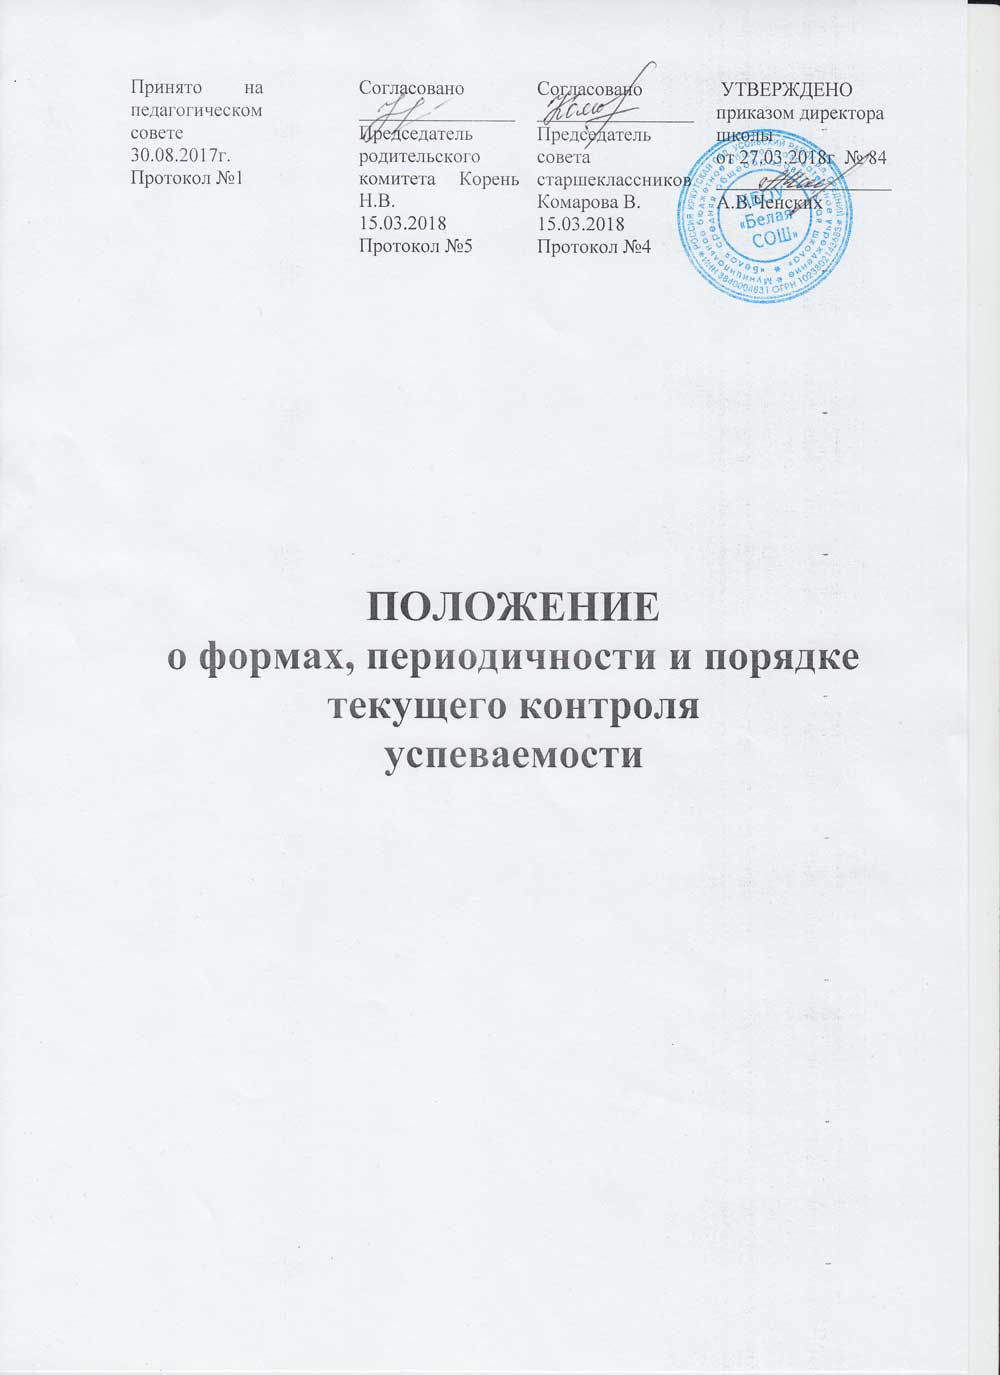 Принято на
педагогическом
совете
30.08.2017г.
Протокол №1
Согласовано
Председатель
родительского
комитета Корень
Н.В.
15.03.2018
Протокол №5
Согласовано
Председатель
совета
старшеклассников
Комарова В.
15.03.2018
Протокол №4
УТВЕРЖДЕНО
приказом директора
школы
от 27.03.2018г № 84
А.В.Ченских
МБОУ
«Белая
СОШ»
ПОЛОЖЕНИЕ
о формах, периодичности и порядке
текущего контроля
успеваемости